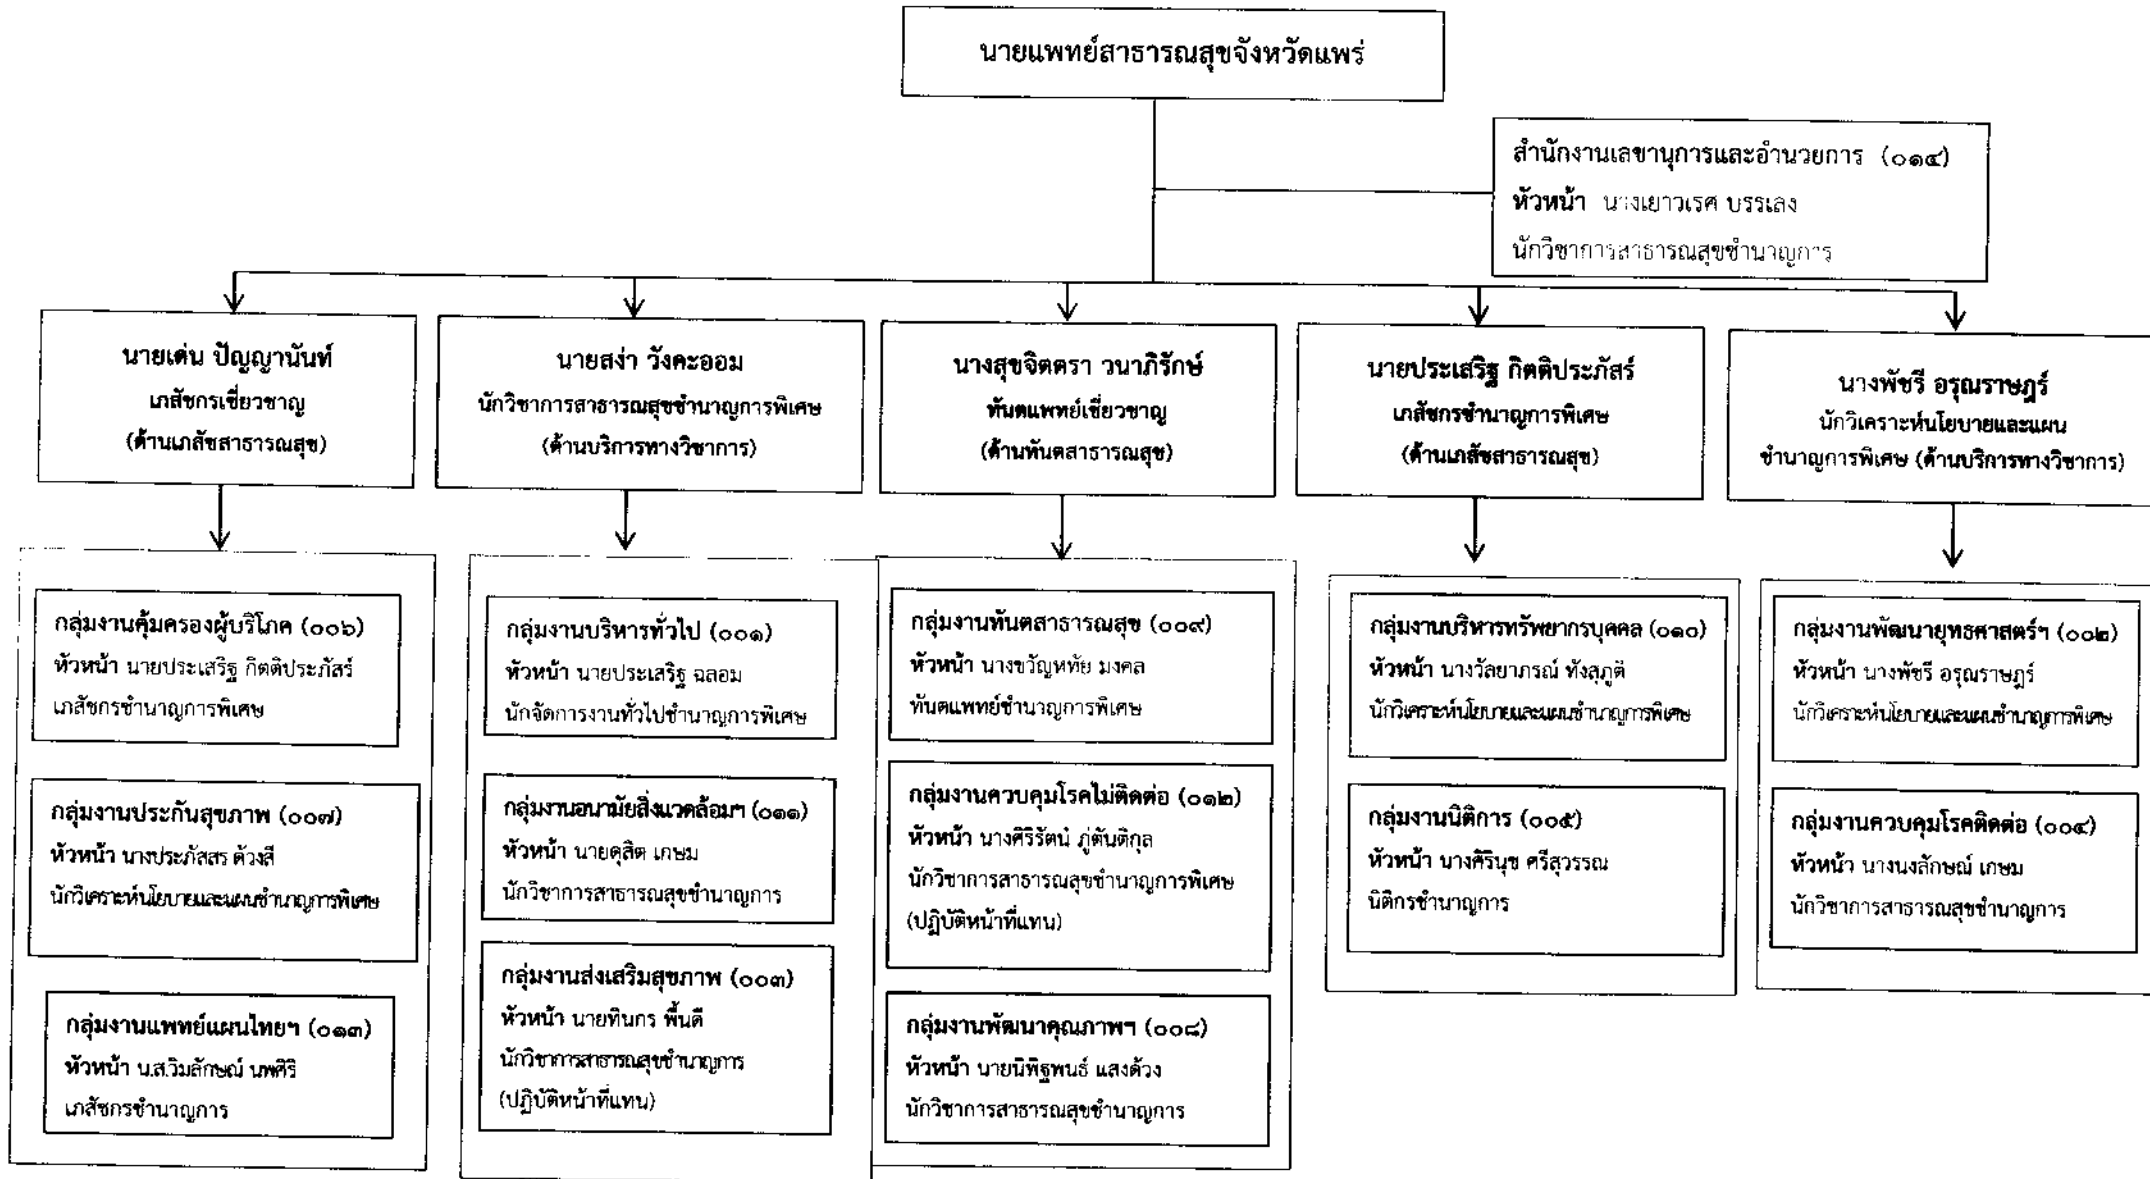 นายแพทย์สาธารณสุขจังหวัดแพร่
สำนักงานเลขานุการและอำนวยการ (๐๑๔)
หัวหน้า นางเยาวเรศ บรรเลง
นักวิชาการสาธารณสุขชำนาญการ
นายเด่น ปัญญานันท์
เภสัชกรเชี่ยวชาญ
(ด้านเภสัชสาธารณสุข)
นายสง่า วังคะออม
นักวิชาการสาธารณสุขชำนาญการพิเศษ
(ด้านบริการทางวิชาการ)
นางสุขจิตตรา วนาภิรักษ์
ทันตแพทย์เชี่ยวชาญ
(ด้านทันตสาธารณสุข)
นายประเสริฐ กิตติประภัสร์
เภสัชกรชำนาญการพิเศษ
(ด้านเภสัชสาธารณสุข)
นางพัชรี อรุณราษฎร์
นักวิเคราะห์นโยบายและแผน
ชำนาญการพิเศษ (ด้านบริการทางวิชาการ)
กลุ่มงานคุ้มครองผู้บริโภค (๐๐๖)
หัวหน้า นายประเสริฐ กิตติประภัสร์
เภสัชกรชำนาญการพิเศษ
กลุ่มงานประกันสุขภาพ (๐๐๗)
หัวหน้า นางประภัสสร ด้วงสี
นักวิเคราะห์นโยบายและแผนชำนาญการพิเศษ
กลุ่มงานแพทย์แผนไทยฯ (๐๑๓)
หัวหน้า น.ส.วิมลักษณ์ นพศิริ
เภสัชกรชำนาญการ
กลุ่มงานบริหารทั่วไป (๐๐๑)
หัวหน้า นายประเสริฐ ฉลอม
นักจัดการงานทั่วไปชำนาญการพิเศษ
กลุ่มงานอนามัยสิ่งแวดล้อมฯ (๐๑๑)
หัวหน้า นายดุสิต เกษม
นักวิชาการสาธารณสุขชำนาญการ
กลุ่มงานส่งเสริมสุขภาพ (๐๐๓)
หัวหน้า นายทินกร พื้นดี
นักวิชาการสาธารณสุขชำนาญการ
(ปฏิบัติหน้าที่แทน)
กลุ่มงานทันตสาธารณสุข (๐๐๙)
หัวหน้า นางขวัญหทัย มงคล
ทันตแพทย์ชำนาญการพิเศษ
กลุ่มงานควบคุมโรคไม่ติดต่อ (๐๑๒)
หัวหน้า นางศิริรัตน์ ภู่ตันติกุล
นักวิชาการสาธารณสุขชำนาญการพิเศษ
(ปฏิบัติหน้าที่แทน)
กลุ่มงานพัฒนาคุณภาพฯ (๐๐๘)
หัวหน้า นายนิพิฐพนธ์ แสงด้วง
นักวิชาการสาธารณสุขชำนาญการ
กลุ่มงานบริหารทรัพยากรบุคคล (๐๑๐)
หัวหน้า นางวัลยาภรณ์ ทังสุภูติ
นักวิเคราะห์นโยบายและแผนชำนาญการพิเศษ
กลุ่มงานนิติการ (๐๐๕)
หัวหน้า นางศิรินุช ศรีสุวรรณ
นิติกรชำนาญการ
กลุ่มงานพัฒนายุทธศาสตร์ฯ (๐๐๒)
หัวหน้า นางพัชรี อรุณราษฎร์
นักวิเคราะห์นโยบายและแผนชำนาญการพิเศษ
กลุ่มงานควบคุมโรคติดต่อ (๐๐๔)
หัวหน้า นางนงลักษณ์ เกษม
นักวิชาการสาธารณสุขชำนาญการ